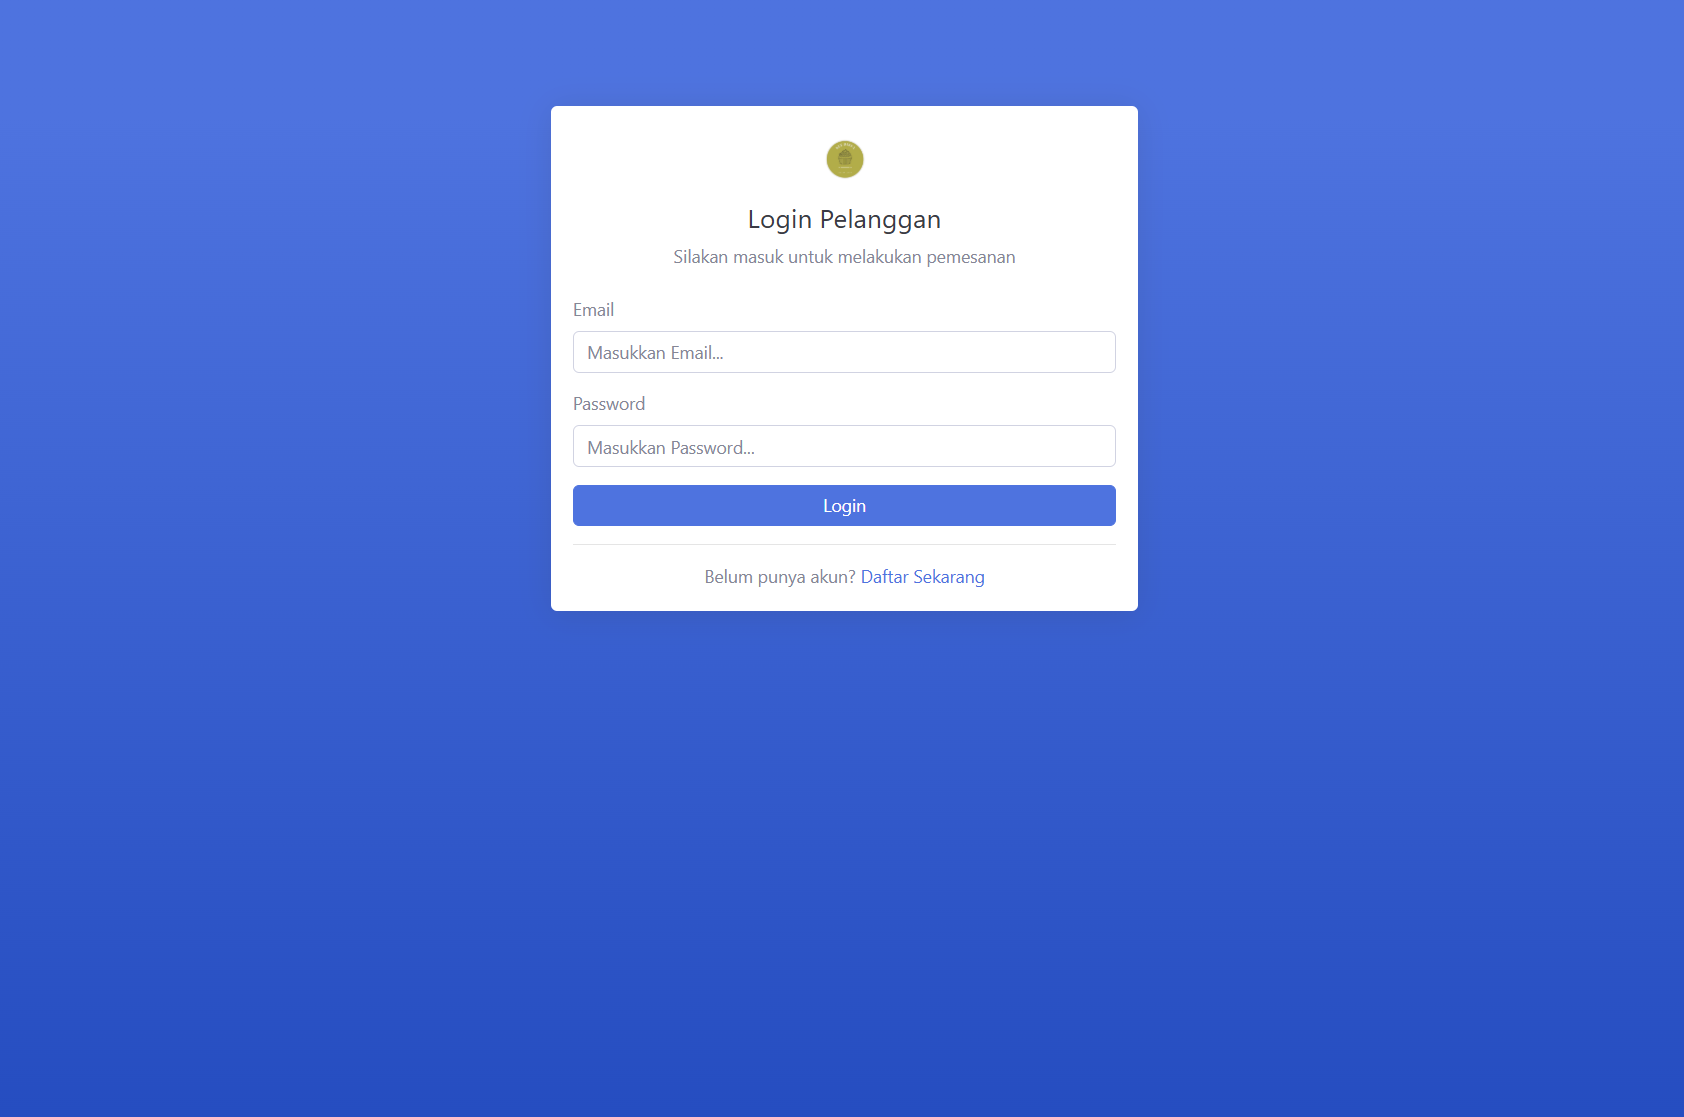 Login Pelanggan
Silakan masuk untuk melakukan pemesanan
Email
Masukkan Email...
Password
Masukkan Password...
Login
Belum punya akun? Daftar Sekarang